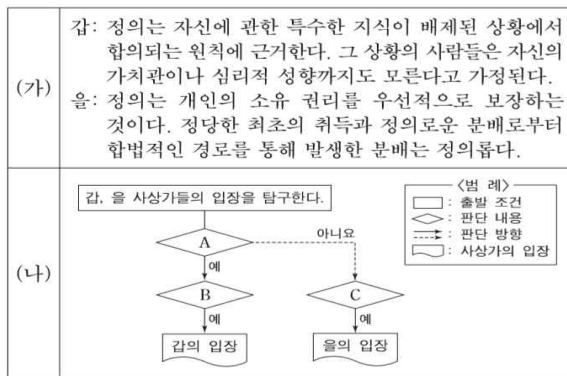 (가)
갑: 정의는 자신에 관한 특수한 지식이 배제된 상황에서
합의되는 원칙에 근거한다. 그 상황의 사람들은 자신의
가치관이나 심리적 성향까지도 모른다고 가정된다.
을: 정의는 개인의 소유 권리를 우선적으로 보장하는
것이다. 정당한 최초의 취득과 정의로운 분배로부터
합법적인 경로를 통해 발생한 분배는 정의롭다.
(나)
갑, 을 사상가들의 입장을 탐구한다.
〈범 례〉
: 출발 조건
: 판단 내용
: 판단 방향
: 사상가의 입장
A
아니요
예
B
C
예
예
갑의 입장
을의 입장